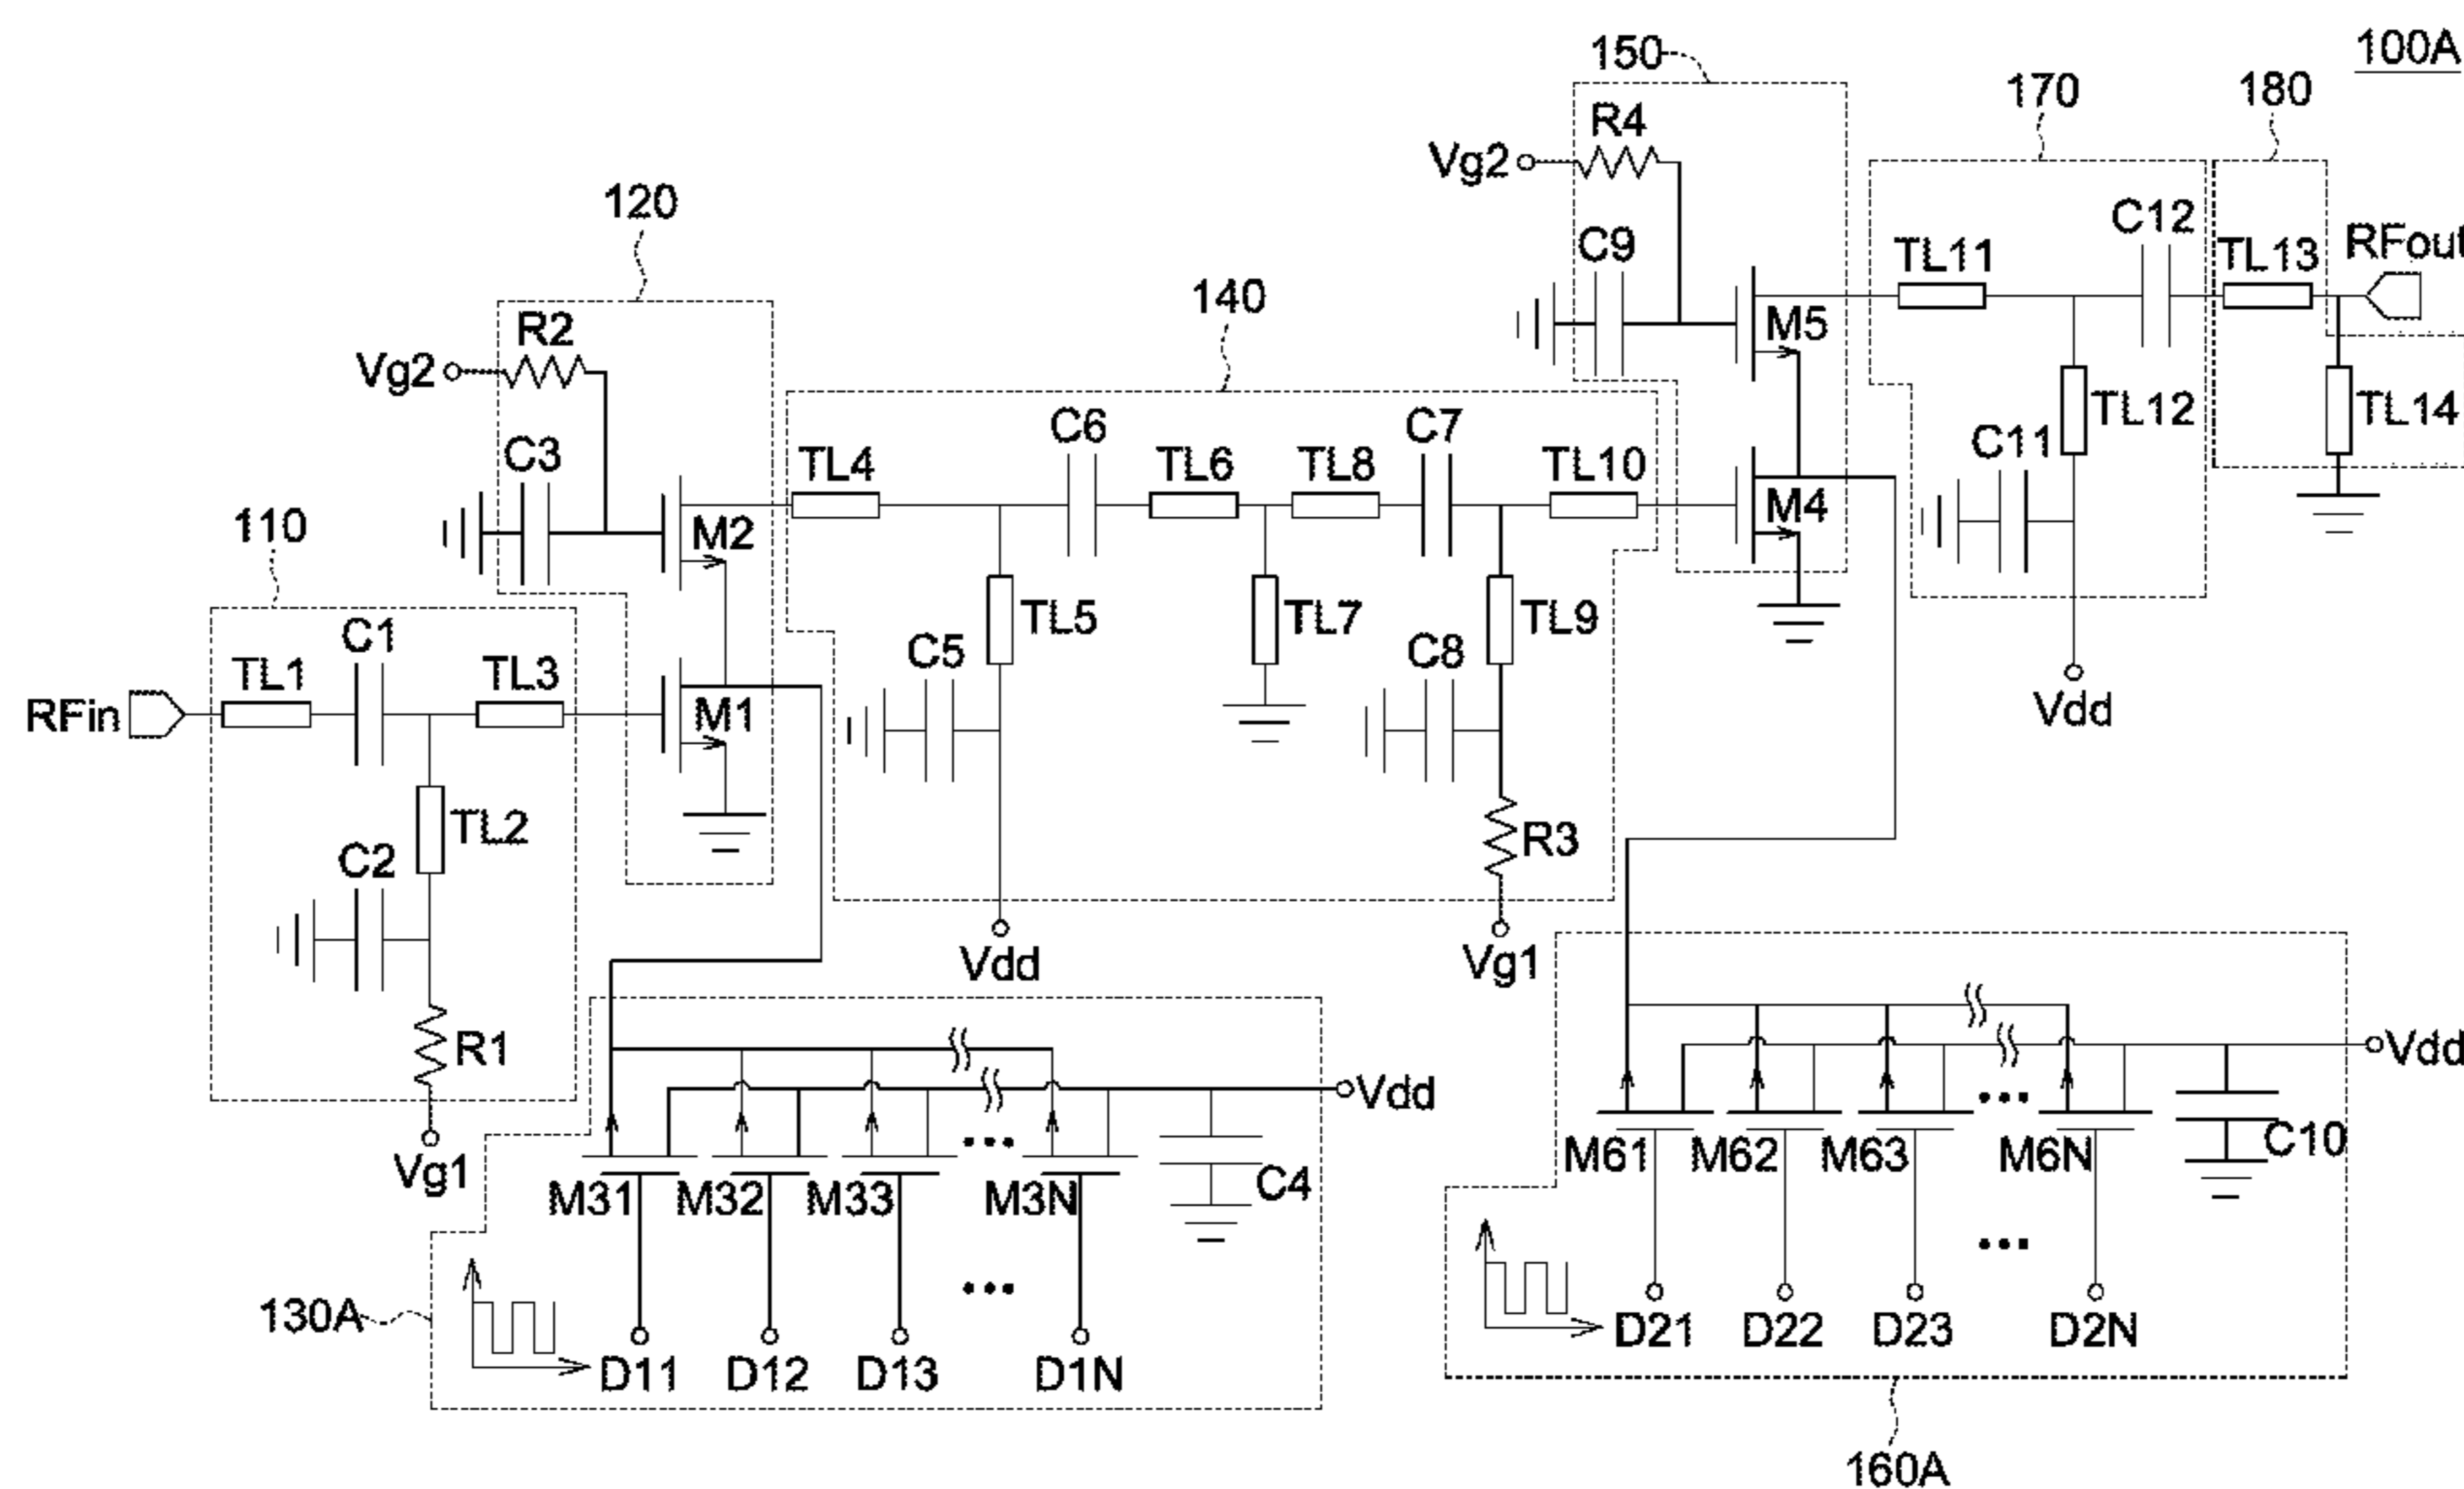 100A
150
170
180
R4
Vg2
120
C12
C9
TL11
TL13
RFout
140
R2
M5
Vg2
C6
C7
TL12
TL14
C11
C3
TL4
TL6
TL8
TL10
M4
110
M2
TL5
TL7
TL9
C1
C5
C8
TL1
TL3
RFin
M1
Vdd
TL2
R3
C2
Vdd
Vg1
R1
Vdd
Vdd
Vg1
M61
M62
M63
...
M6N
C10
M31
M32
M33
...
M3N
C4
...
...
130A
D21
D22
D23
D2N
D11
D12
D13
D1N
160A